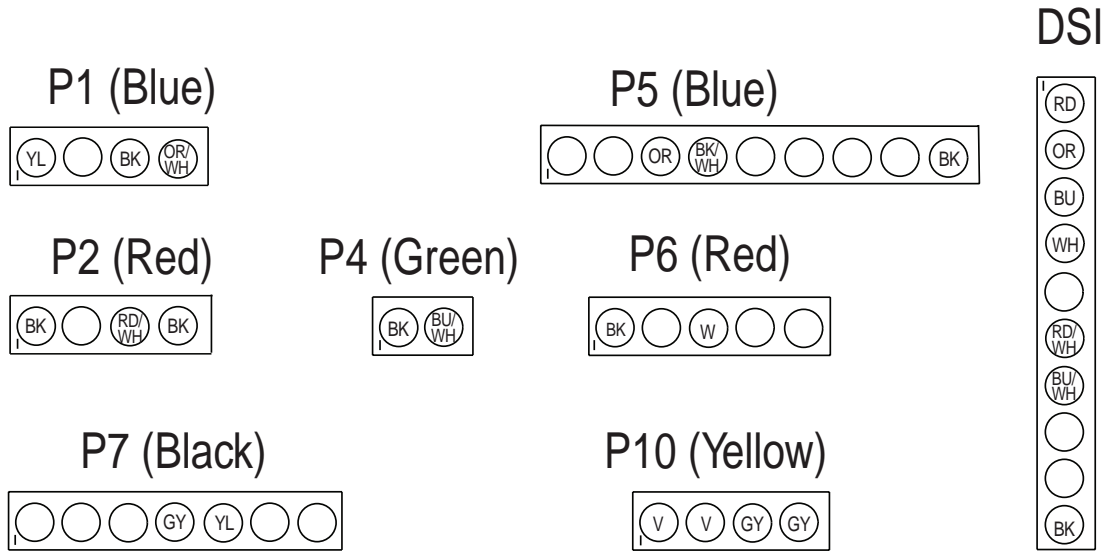 DSI
P1 (Blue)
YL BK OR/WH
P5 (Blue)
OR BK/WH BK
RD
OR
BU
WH
RD/WH
BU/WH
BK
P2 (Red)
BK RD/WH BK
P4 (Green)
BK BU/WH
P6 (Red)
BK W
P7 (Black)
GY YL
P10 (Yellow)
V V GY GY